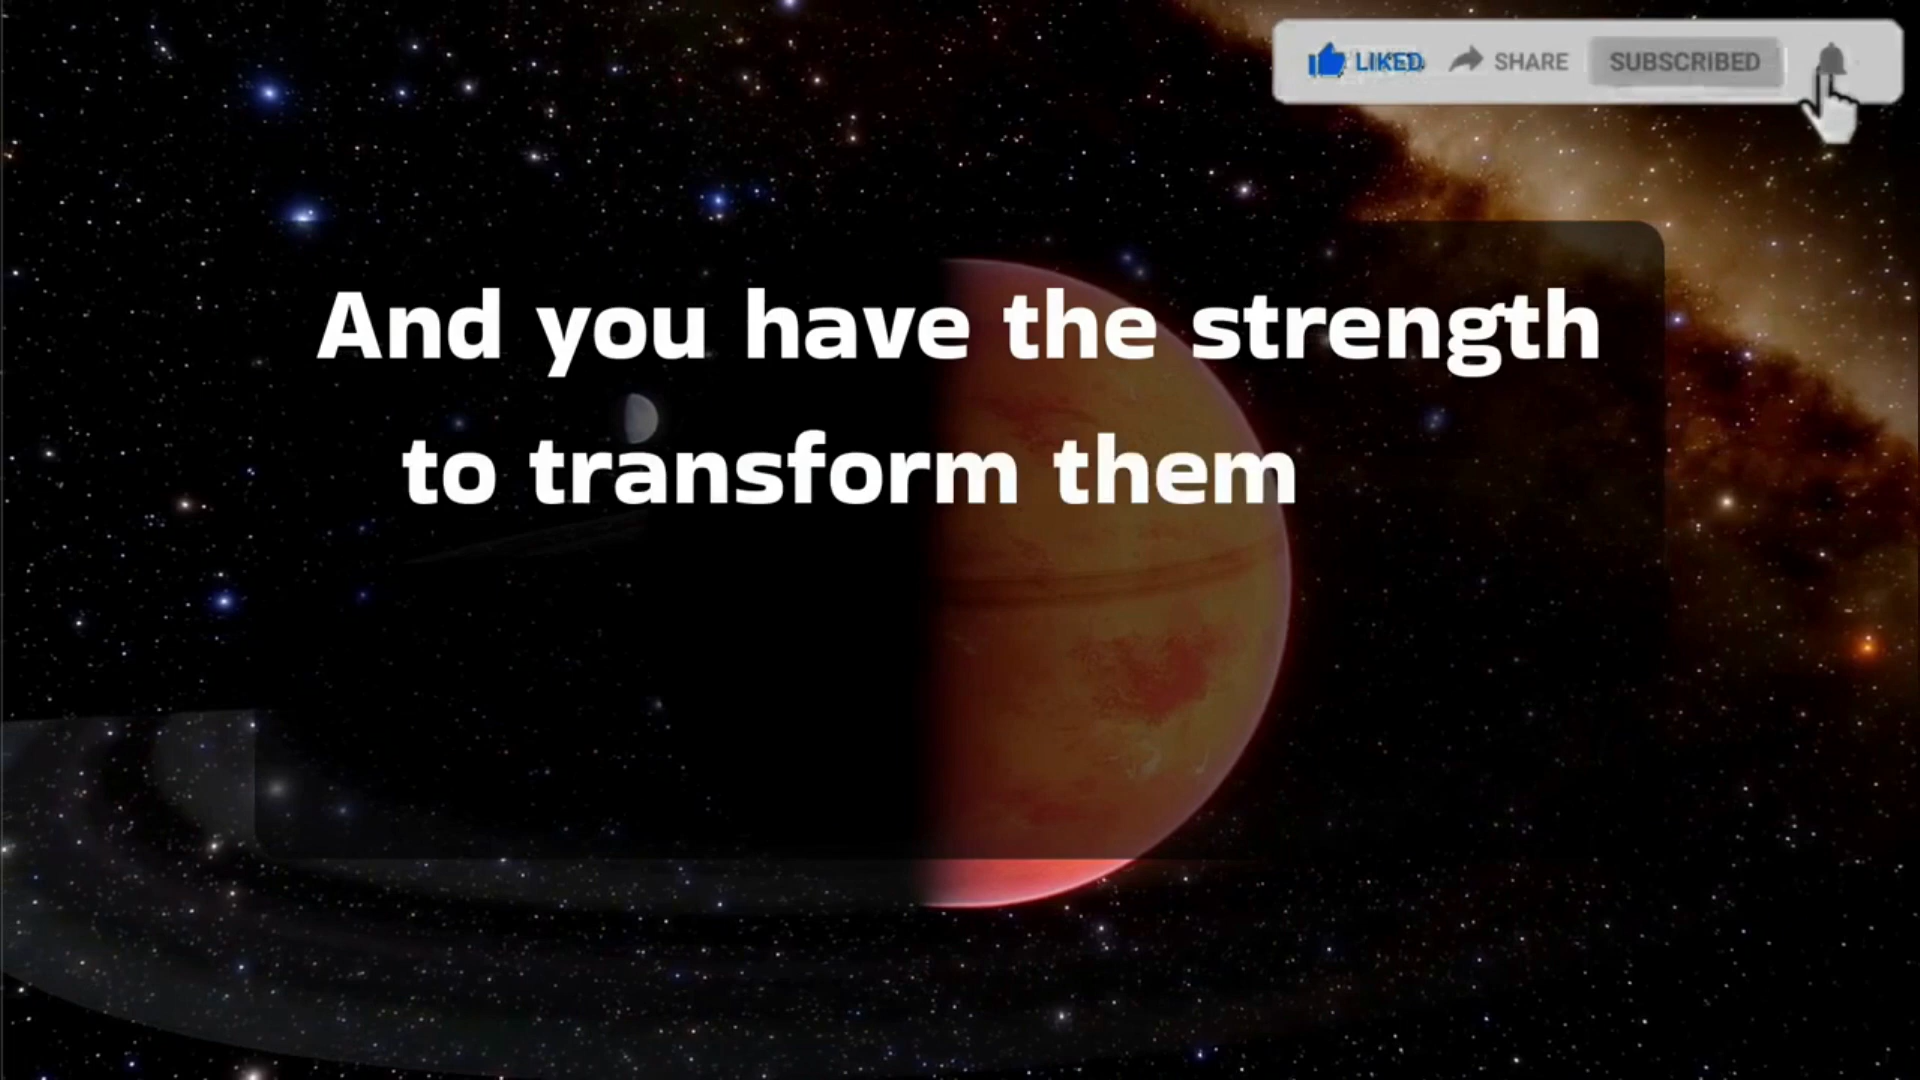 LIKED SHARE SUBSCRIBED
And you have the strength
to transform them